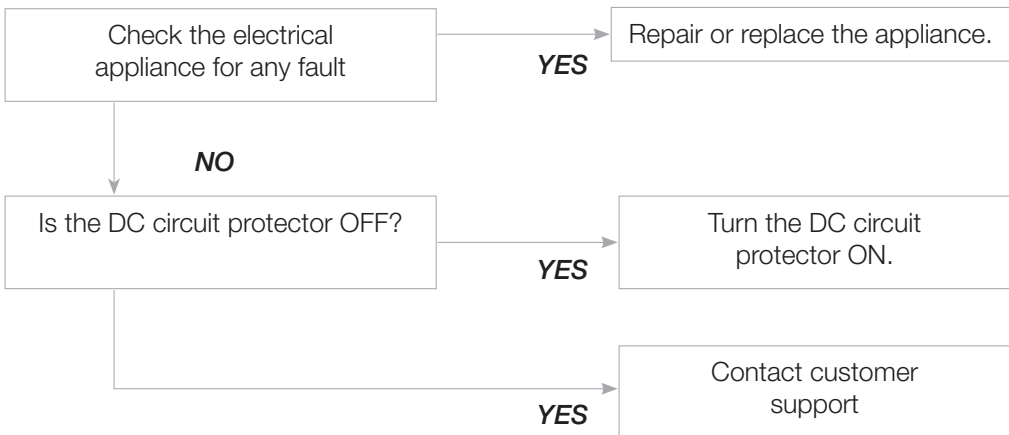 Check the electrical
appliance for any fault
YES
Repair or replace the appliance.
NO
Is the DC circuit protector OFF?
YES
Turn the DC circuit
protector ON.
YES
Contact customer
support